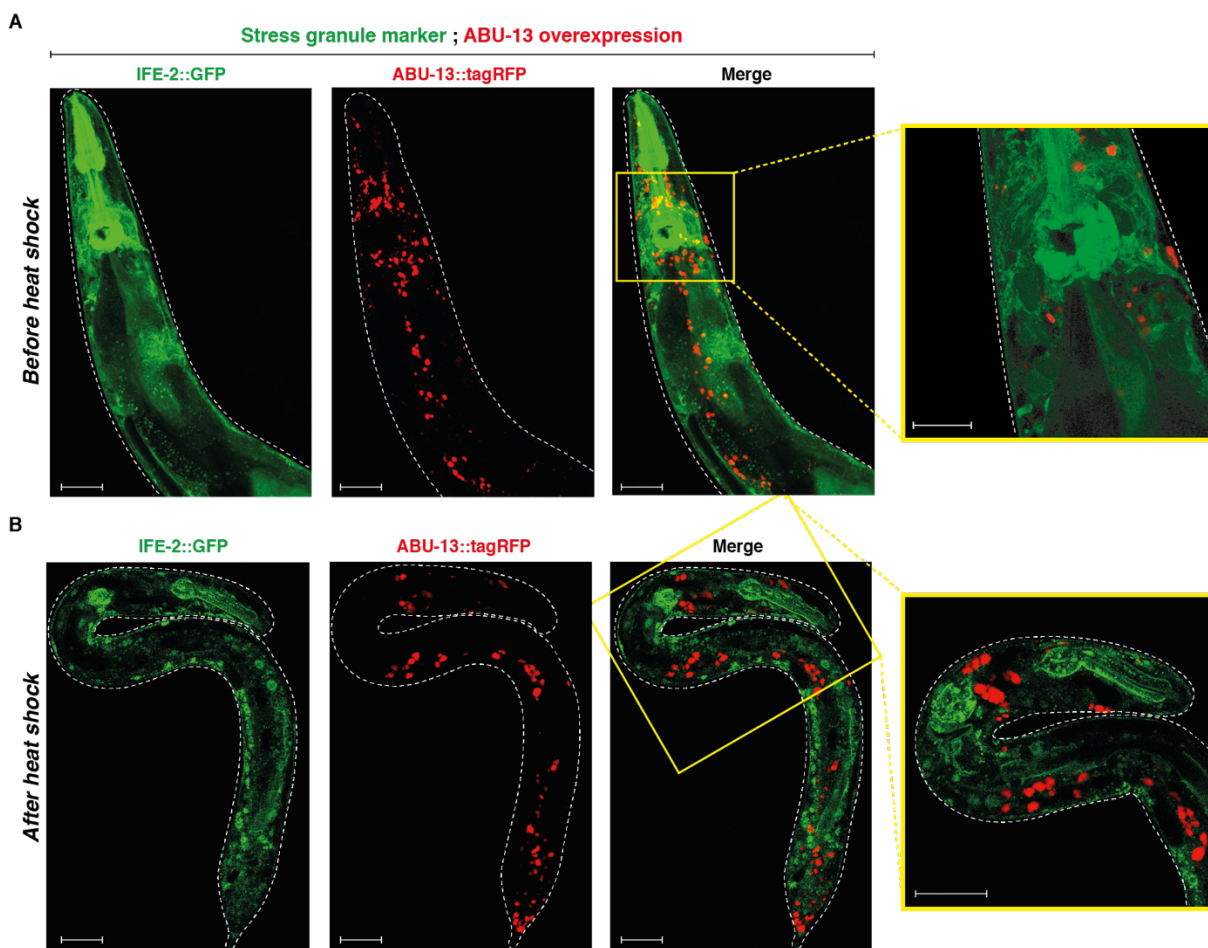 A
Stress granule marker ; ABU-13 overexpression
IFE-2::GFP
ABU-13::tagRFP
Merge
Before heat shock
B
IFE-2::GFP
ABU-13::tagRFP
Merge
After heat shock